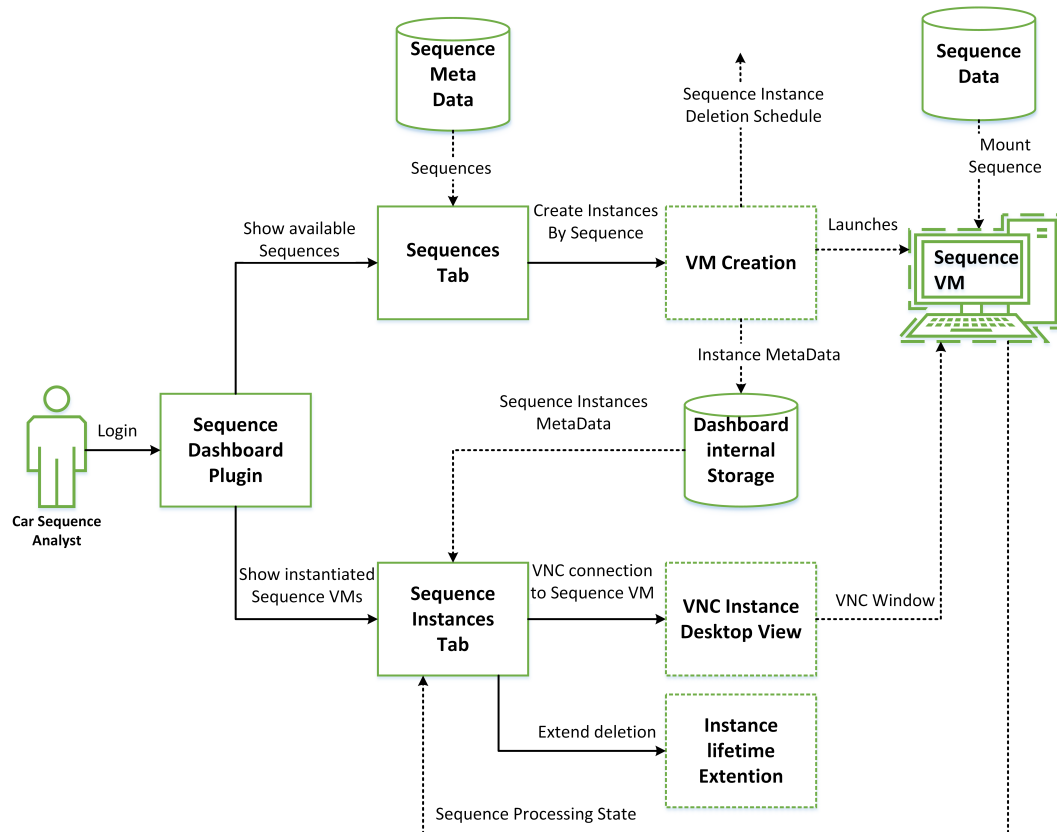 Sequence
Meta
Data
Sequence
Data
Sequence Instance
Deletion Schedule
Sequences
Mount
Sequence
Show available
Sequences
Sequences
Tab
Create Instances
By Sequence
VM Creation
Launches
Sequence
VM
Instance MetaData
Sequence Instances
MetaData
Dashboard
internal
Storage
Login
Sequence
Dashboard
Plugin
Car Sequence
Analyst
Show instantiated
Sequence VMs
Sequence
Instances
Tab
VNC connection
to Sequence VM
VNC Instance
Desktop View
VNC Window
Extend deletion
Instance
lifetime
Extention
Sequence Processing State